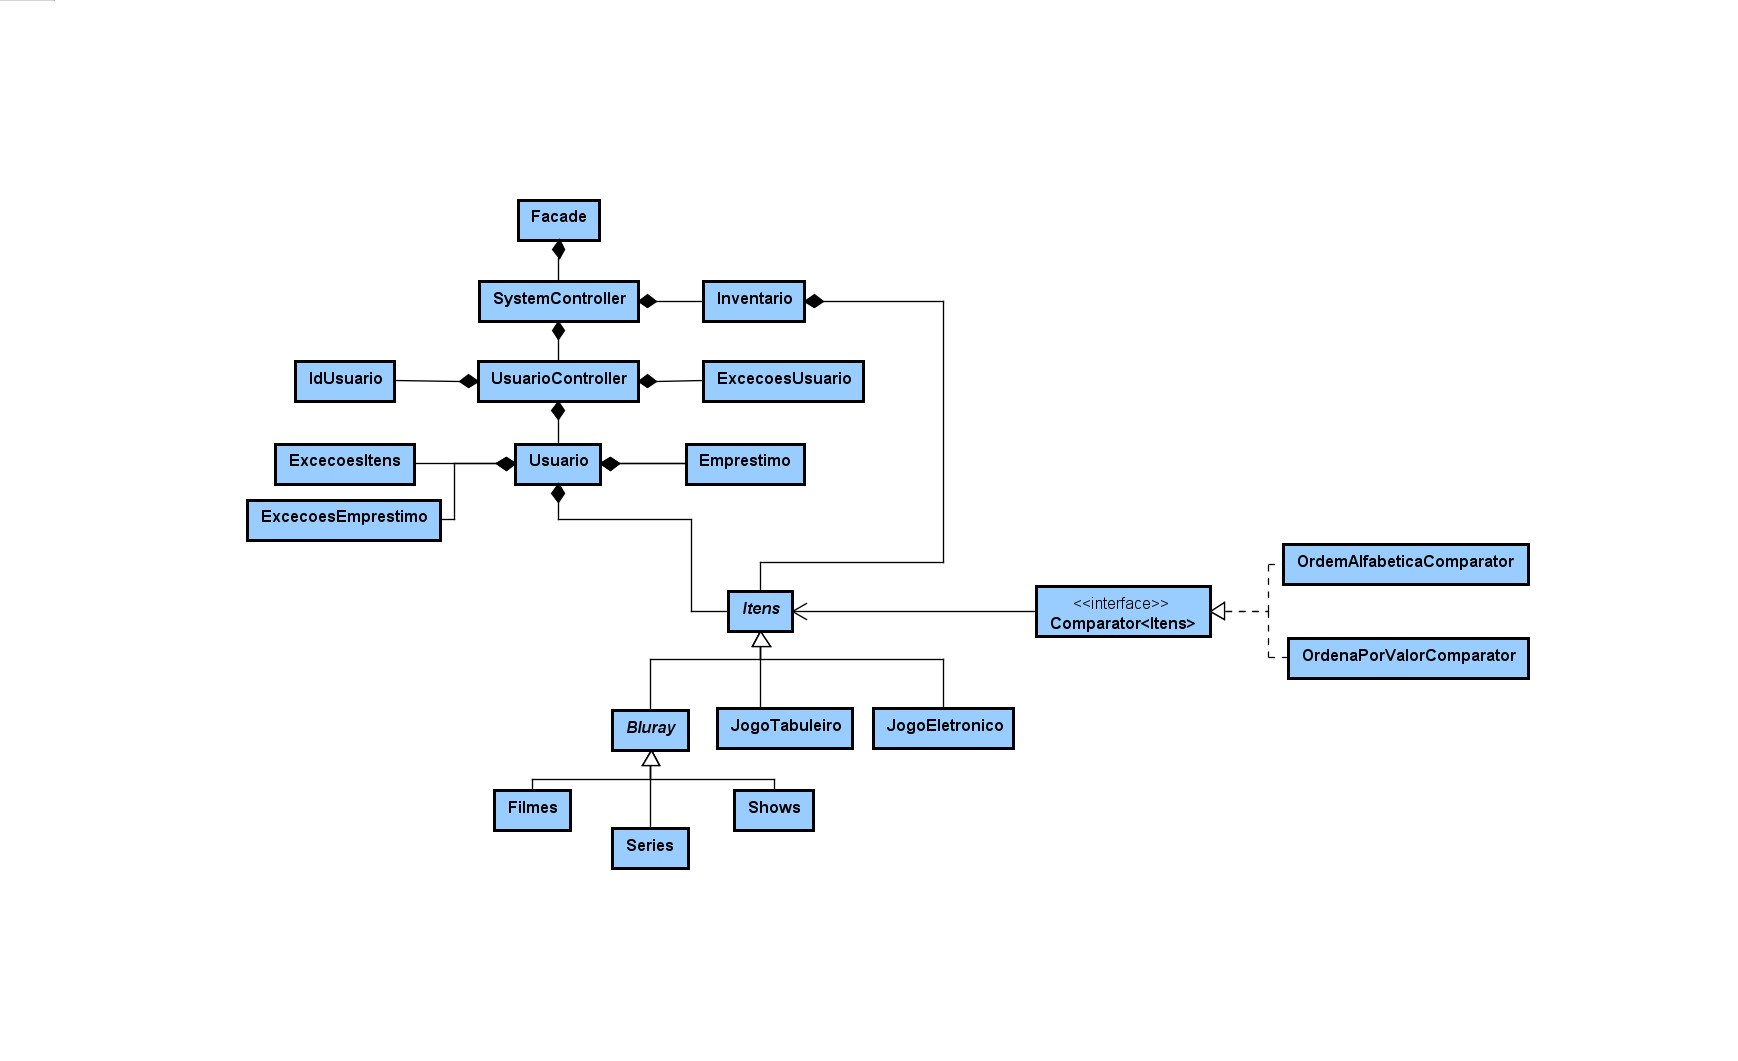 Facade
SystemController
Inventario
IdUsuario
UsuarioController
ExcecoesUsuario
ExcecoesItens
Usuario
Emprestimo
ExcecoesEmprestimo
OrdemAlfabeticaComparator
Itens
<<interface>>
Comparator<Itens>
OrdenaPorValorComparator
Bluray
JogoTabuleiro
JogoEletronico
Filmes
Shows
Series